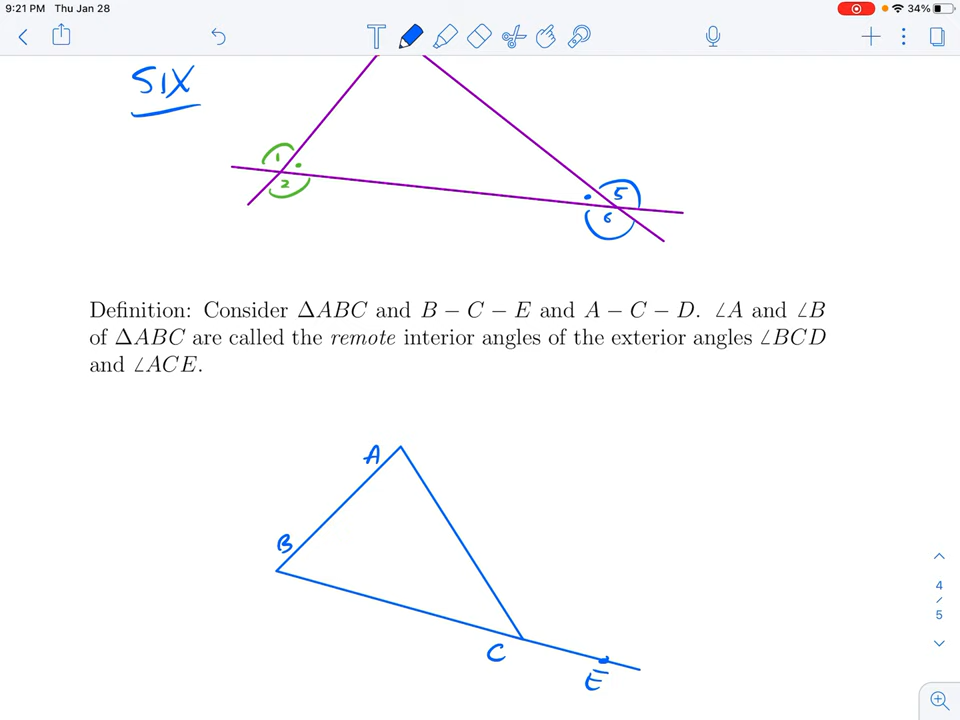 9:21 PM Thu Jan 28
34%
T
SIX
1
2
5
6
Definition: Consider ΔABC and B − C − E and A − C − D. ∠A and ∠B
of ΔABC are called the remote interior angles of the exterior angles ∠BCD
and ∠ACE.
A
B
C
E
4
/
5